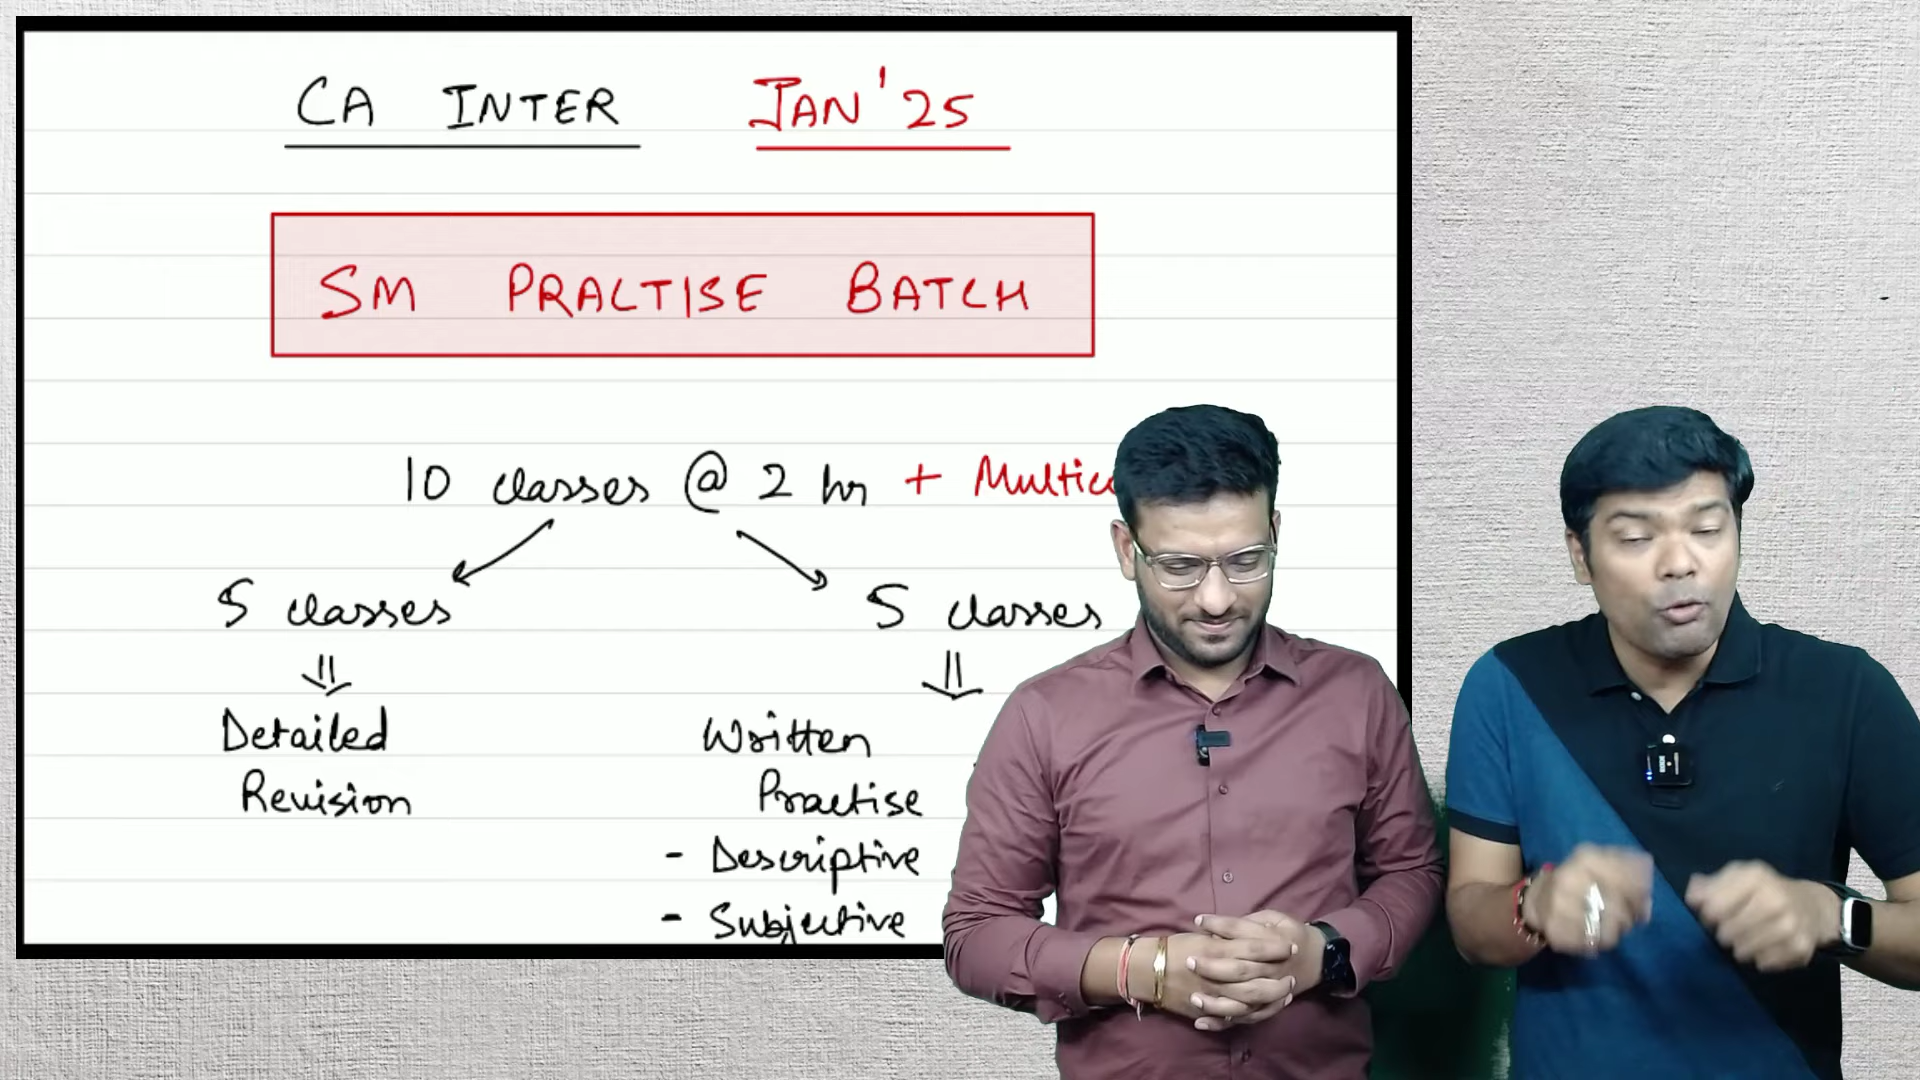 CA INTER JAN'25
SM PRACTISE BATCH
10 classes @ 2 hr +
5 classes 5 classes
Detailed Written
Revision Practise
- Descriptive
- Subjective